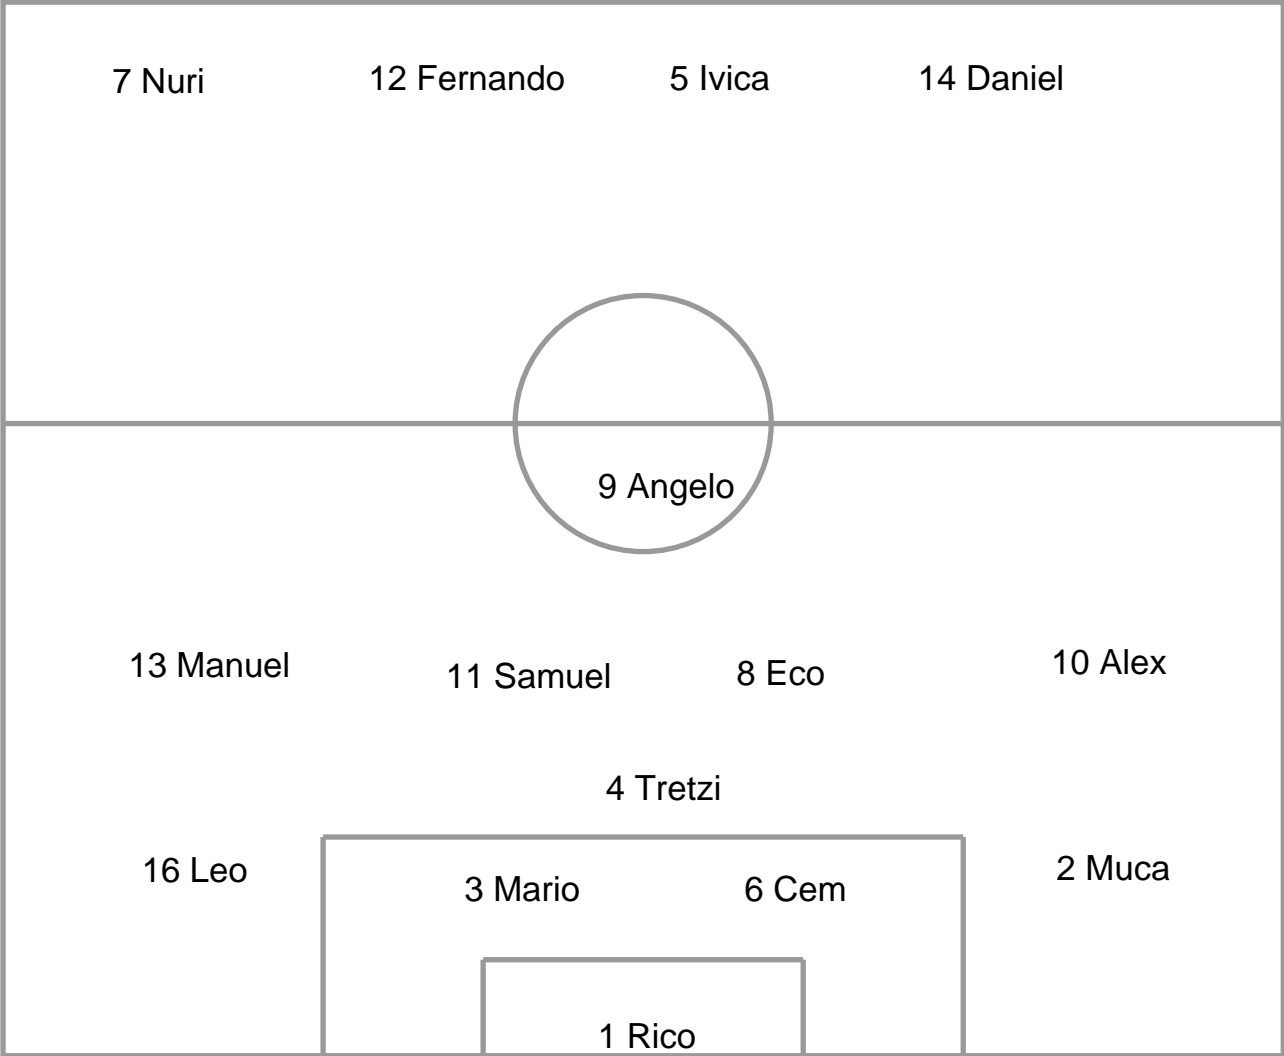 7 Nuri
12 Fernando
5 Ivica
14 Daniel
9 Angelo
13 Manuel
11 Samuel
8 Eco
10 Alex
4 Tretzi
16 Leo
3 Mario
6 Cem
2 Muca
1 Rico